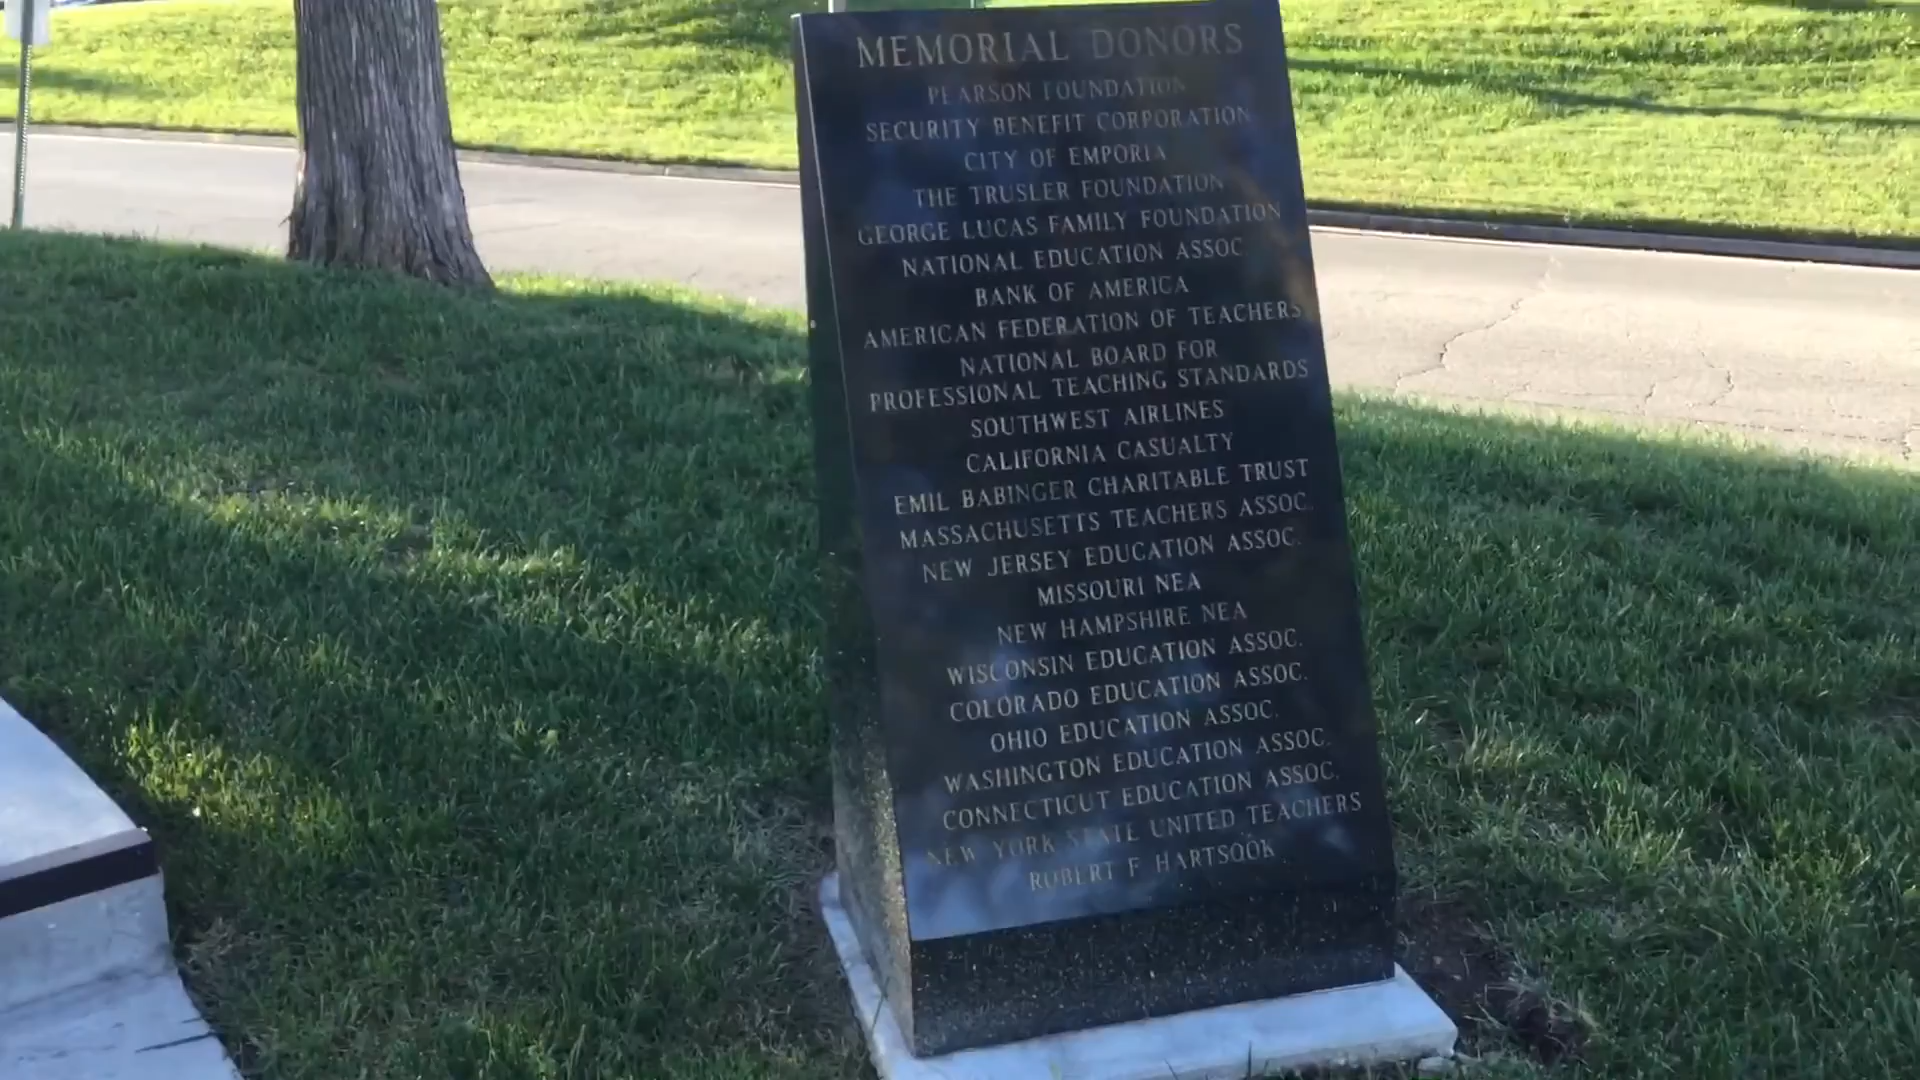 MEMORIAL DONORS
PEARSON FOUNDATION
SECURITY BENEFIT CORPORATION
CITY OF EMPORIA
THE TRUSLER FOUNDATION
GEORGE LUCAS FAMILY FOUNDATION
NATIONAL EDUCATION ASSOC.
BANK OF AMERICA
AMERICAN FEDERATION OF TEACHERS
NATIONAL BOARD FOR
PROFESSIONAL TEACHING STANDARDS
SOUTHWEST AIRLINES
CALIFORNIA CASUALTY
EMIL BABINGER CHARITABLE TRUST
MASSACHUSETTS TEACHERS ASSOC.
NEW JERSEY EDUCATION ASSOC.
MISSOURI NEA
NEW HAMPSHIRE NEA
WISCONSIN EDUCATION ASSOC.
COLORADO EDUCATION ASSOC.
OHIO EDUCATION ASSOC.
WASHINGTON EDUCATION ASSOC.
CONNECTICUT EDUCATION ASSOC.
NEW YORK STATE UNITED TEACHERS
ROBERT F HARTSOOK